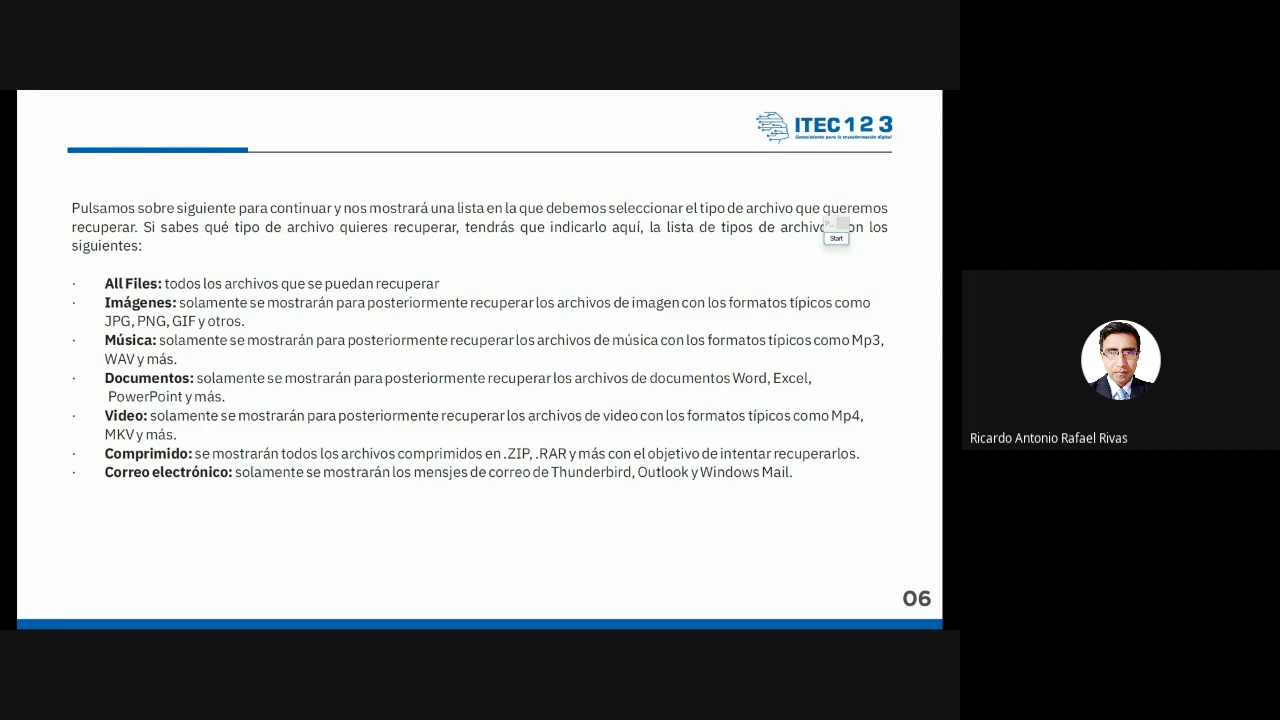 ITEC 1 2 3
Conocimiento para la transformación digital
Pulsamos sobre siguiente para continuar y nos mostrará una lista en la que debemos seleccionar el tipo de archivo que queremos
recuperar. Si sabes qué tipo de archivo quieres recuperar, tendrás que indicarlo aquí, la lista de tipos de archivo on los
siguientes:
P...
Start
· All Files: todos los archivos que se puedan recuperar
· Imágenes: solamente se mostrarán para posteriormente recuperar los archivos de imagen con los formatos típicos como
JPG, PNG, GIF y otros.
· Música: solamente se mostrarán para posteriormente recuperar los archivos de música con los formatos típicos como Mp3,
WAV y más.
· Documentos: solamente se mostrarán para posteriormente recuperar los archivos de documentos Word, Excel,
PowerPoint y más.
· Video: solamente se mostrarán para posteriormente recuperar los archivos de video con los formatos típicos como Mp4,
MKV y más.
· Comprimido: se mostrarán todos los archivos comprimidos en .ZIP, .RAR y más con el objetivo de intentar recuperarlos.
· Correo electrónico: solamente se mostrarán los mensjes de correo de Thunderbird, Outlook y Windows Mail.
06
Ricardo Antonio Rafael Rivas